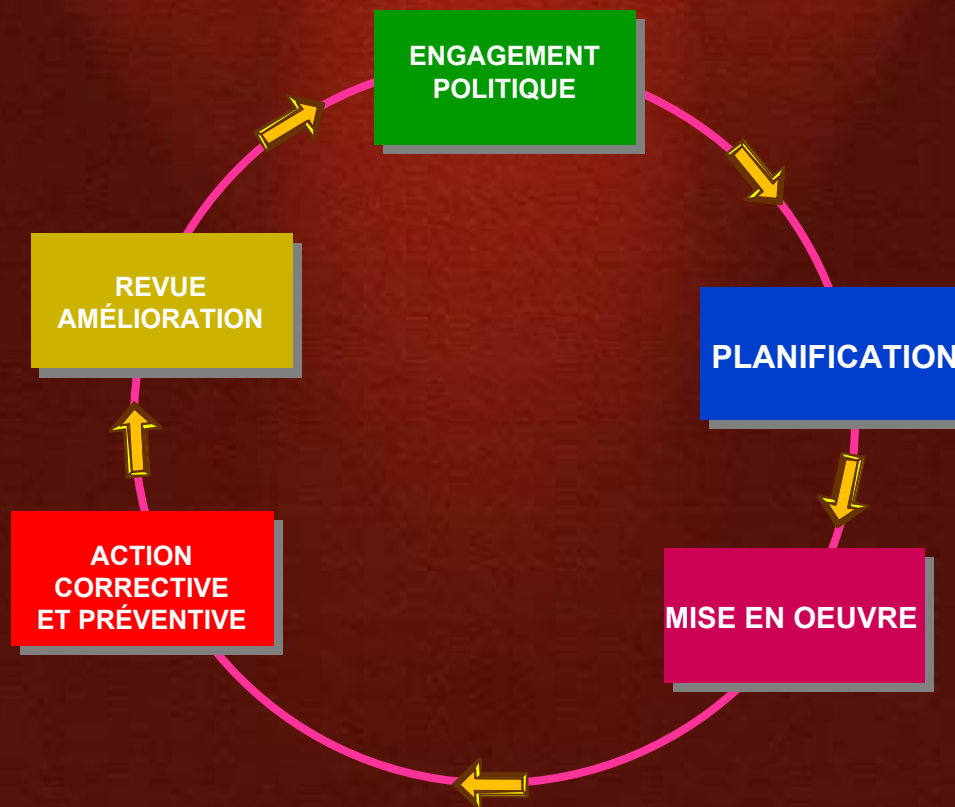 ENGAGEMENT
POLITIQUE
PLANIFICATION
MISE EN OEUVRE
ACTION
CORRECTIVE
ET PRÉVENTIVE
REVUE
AMÉLIORATION